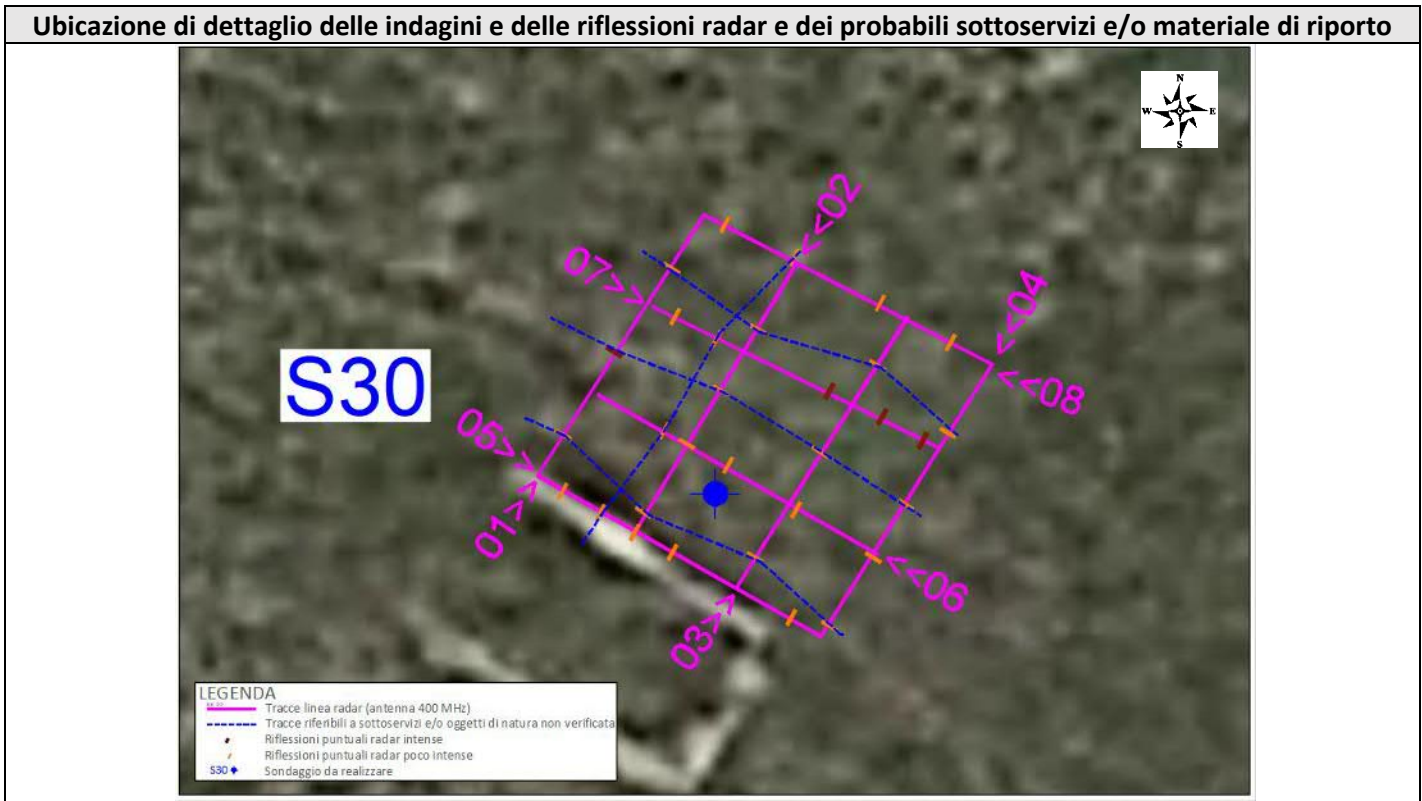 Ubicazione di dettaglio delle indagini e delle riflessioni radar e dei probabili sottoservizi e/o materiale di riporto
N
W E
S
<<02
07>>
<<04
<<08
S30
05>>
01>>
<<06
03>
LEGENDA
Tracce linea radar (antenna 400 MHz)
Tracce riferibili a sottoservizi e/o oggetti di natura non verificata
Riflessioni puntuali radar intense
Riflessioni puntuali radar poco intense
S30 Sondaggio da realizzare